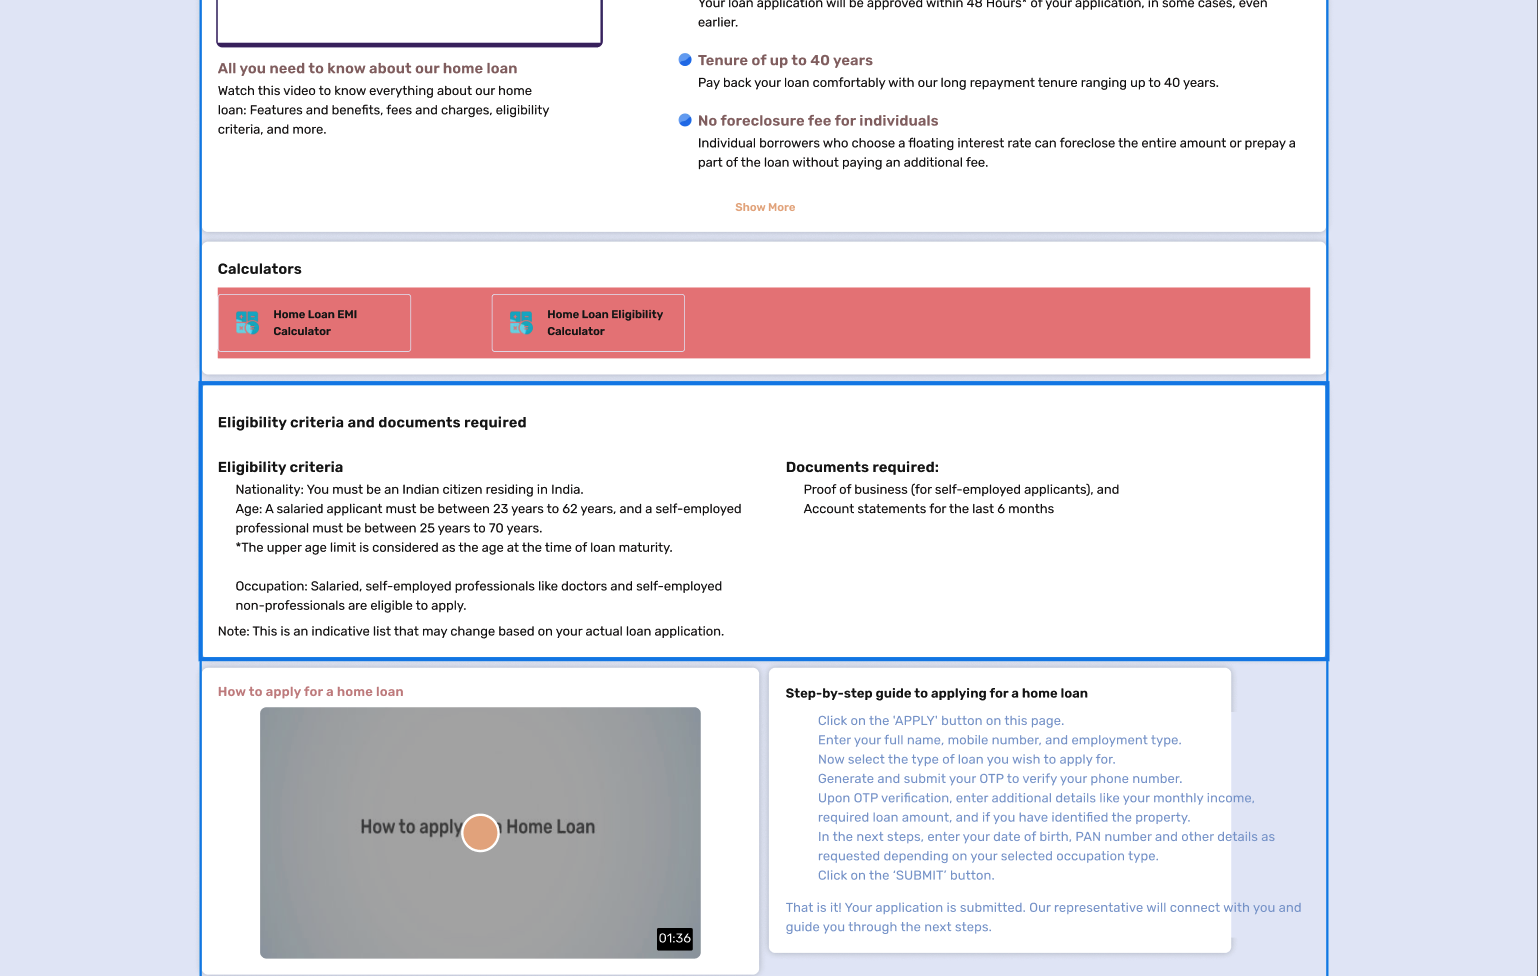 Your loan application will be approved within 48 Hours* of your application, in some cases, even
earlier.
All you need to know about our home loan
Watch this video to know everything about our home
loan: Features and benefits, fees and charges, eligibility
criteria, and more.
Tenure of up to 40 years
Pay back your loan comfortably with our long repayment tenure ranging up to 40 years.
No foreclosure fee for individuals
Individual borrowers who choose a floating interest rate can foreclose the entire amount or prepay a
part of the loan without paying an additional fee.
Show More
Calculators
Home Loan EMI
Calculator
Home Loan Eligibility
Calculator
Eligibility criteria and documents required
Eligibility criteria
Nationality: You must be an Indian citizen residing in India.
Age: A salaried applicant must be between 23 years to 62 years, and a self-employed
professional must be between 25 years to 70 years.
*The upper age limit is considered as the age at the time of loan maturity.
Occupation: Salaried, self-employed professionals like doctors and self-employed
non-professionals are eligible to apply.
Note: This is an indicative list that may change based on your actual loan application.
Documents required:
Proof of business (for self-employed applicants), and
Account statements for the last 6 months
How to apply for a home loan
How to apply Home Loan
01:36
Step-by-step guide to applying for a home loan
Click on the 'APPLY' button on this page.
Enter your full name, mobile number, and employment type.
Now select the type of loan you wish to apply for.
Generate and submit your OTP to verify your phone number.
Upon OTP verification, enter additional details like your monthly income,
required loan amount, and if you have identified the property.
In the next steps, enter your date of birth, PAN number and other details as
requested depending on your selected occupation type.
Click on the ‘SUBMIT’ button.
That is it! Your application is submitted. Our representative will connect with you and
guide you through the next steps.